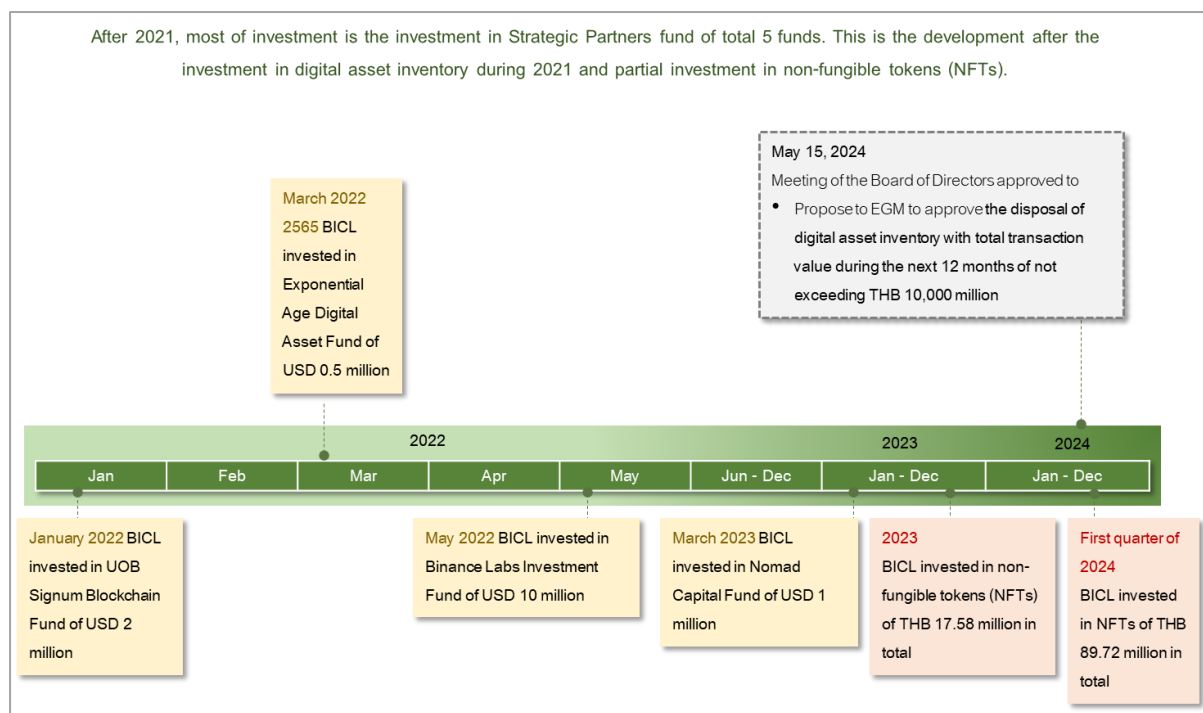 After 2021, most of investment is the investment in Strategic Partners fund of total 5 funds. This is the development after the
investment in digital asset inventory during 2021 and partial investment in non-fungible tokens (NFTs).
May 15, 2024
Meeting of the Board of Directors approved to
• Propose to EGM to approve the disposal of
digital asset inventory with total transaction
value during the next 12 months of not
exceeding THB 10,000 million
March 2022
2565 BICL
invested in
Exponential
Age Digital
Asset Fund of
USD 0.5 million
2022
2023
2024
Jan
Feb
Mar
Apr
May
Jun - Dec
Jan - Dec
Jan - Dec
January 2022 BICL
invested in UOB
Signum Blockchain
Fund of USD 2
million
May 2022 BICL invested in
Binance Labs Investment
Fund of USD 10 million
March 2023 BICL
invested in Nomad
Capital Fund of USD 1
million
2023
BICL invested in non-
fungible tokens (NFTs)
of THB 17.58 million in
total
First quarter of
2024
BICL invested
in NFTs of THB
89.72 million in
total